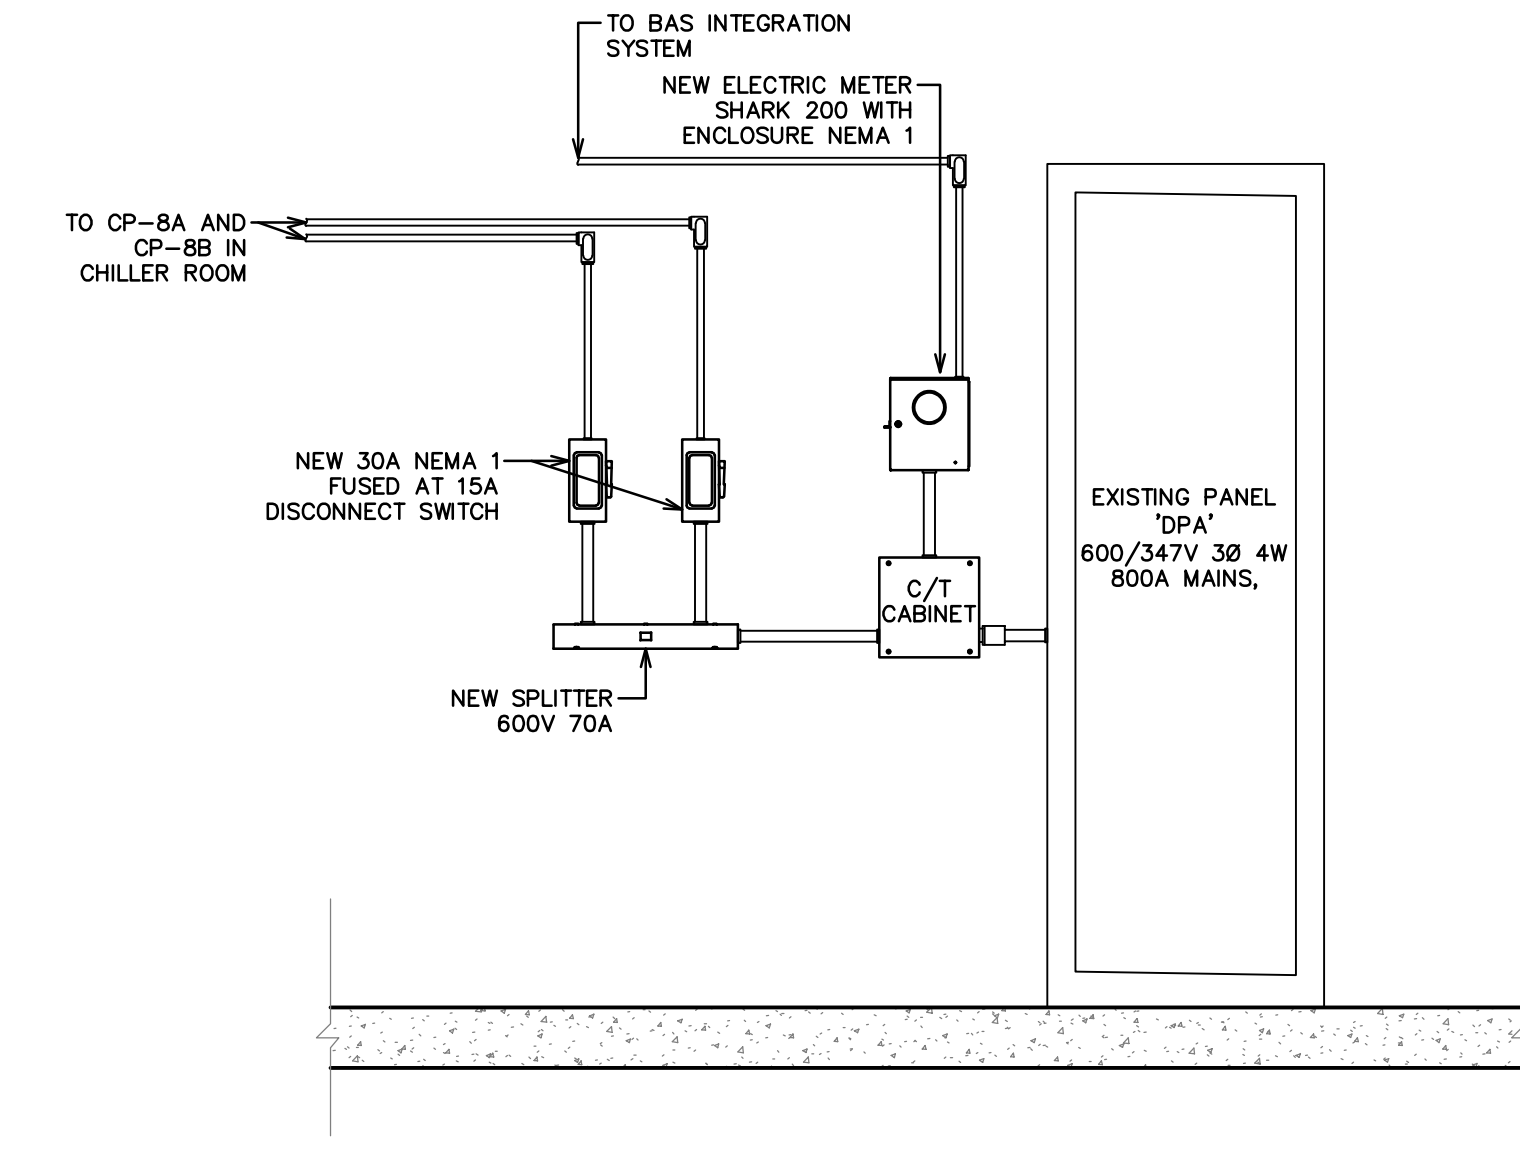 TO BAS INTEGRATION
SYSTEM
NEW ELECTRIC METER
SHARK 200 WITH
ENCLOSURE NEMA 1
TO CP-8A AND
CP-8B IN
CHILLER ROOM
NEW 30A NEMA 1
FUSED AT 15A
DISCONNECT SWITCH
EXISTING PANEL
'DPA'
600/347V 3Ø 4W
800A MAINS,
C/T
CABINET
NEW SPLITTER
600V 70A